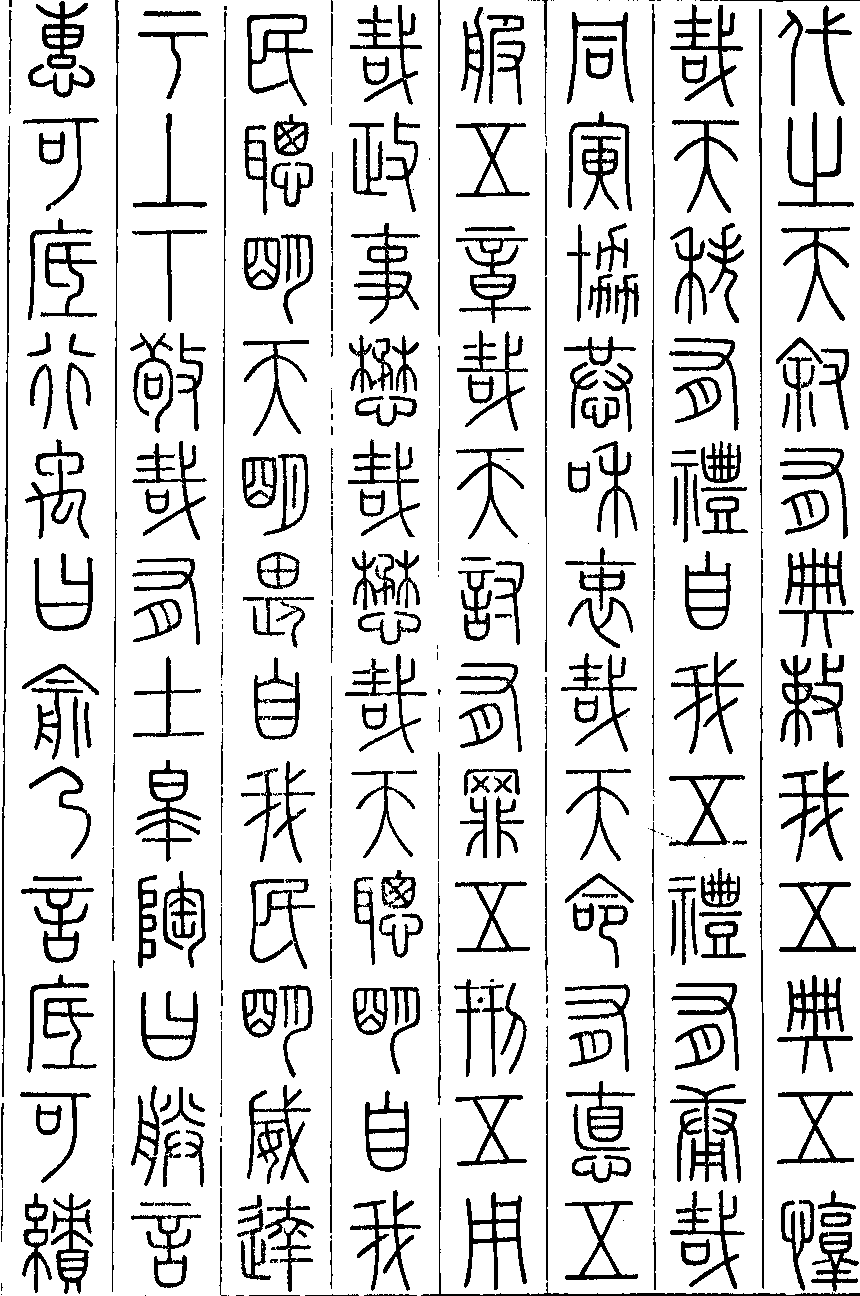 代之天敘有典敕我五典五惇
哉天秩有禮自我五禮有庸哉
同寅協恭和衷哉天命有悳五
服五章哉天討有罪五刑五用
哉政事懋哉懋哉天聰明自我
民聰明天明畏自我民明威達
于上下敬哉有土皋陶曰朕言
惠可底行禹曰俞乃言底可績